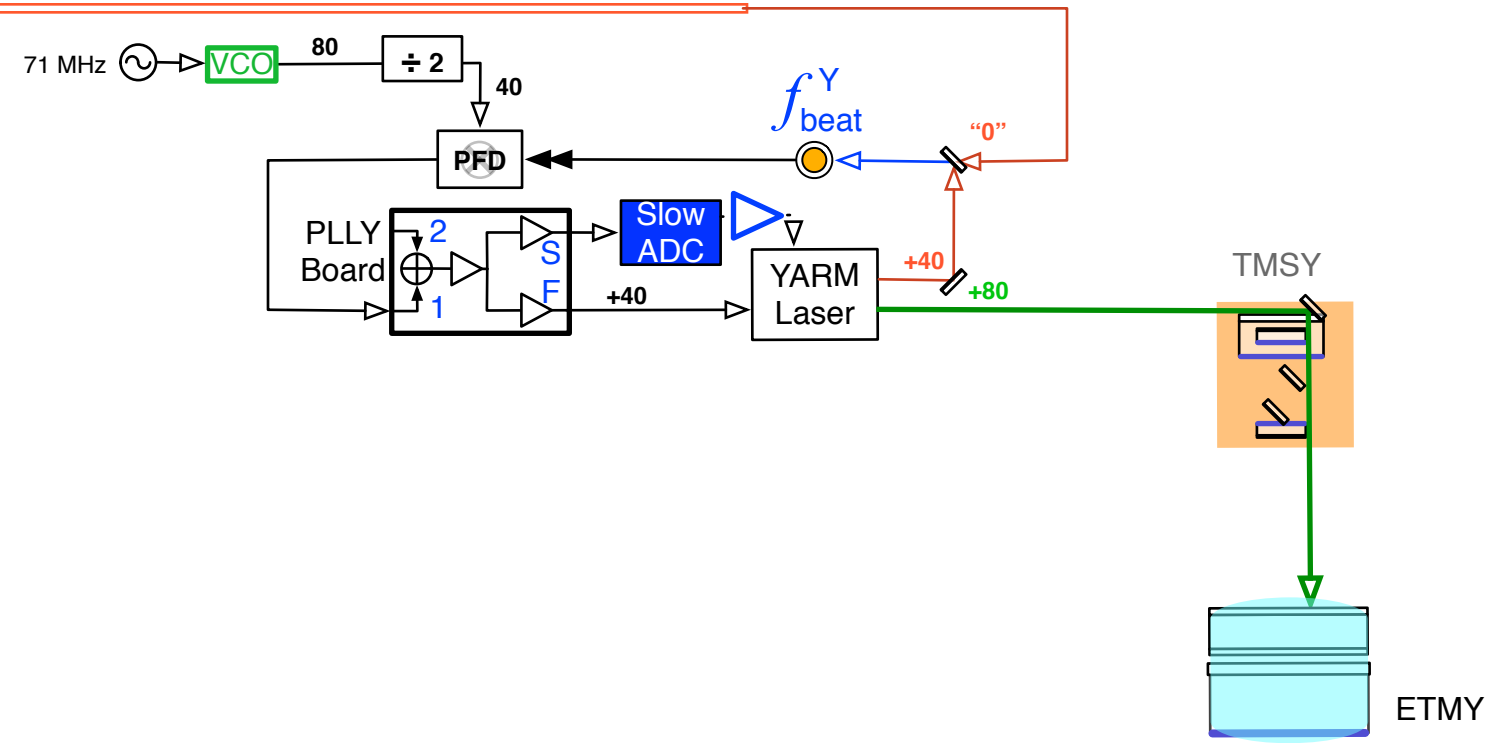 71 MHz
VCO
80
÷ 2
40
PFD
f Y beat
“0”
PLLY
Board
2
1
S
F
Slow
ADC
+40
YARM
Laser
+40
+80
TMSY
ETMY